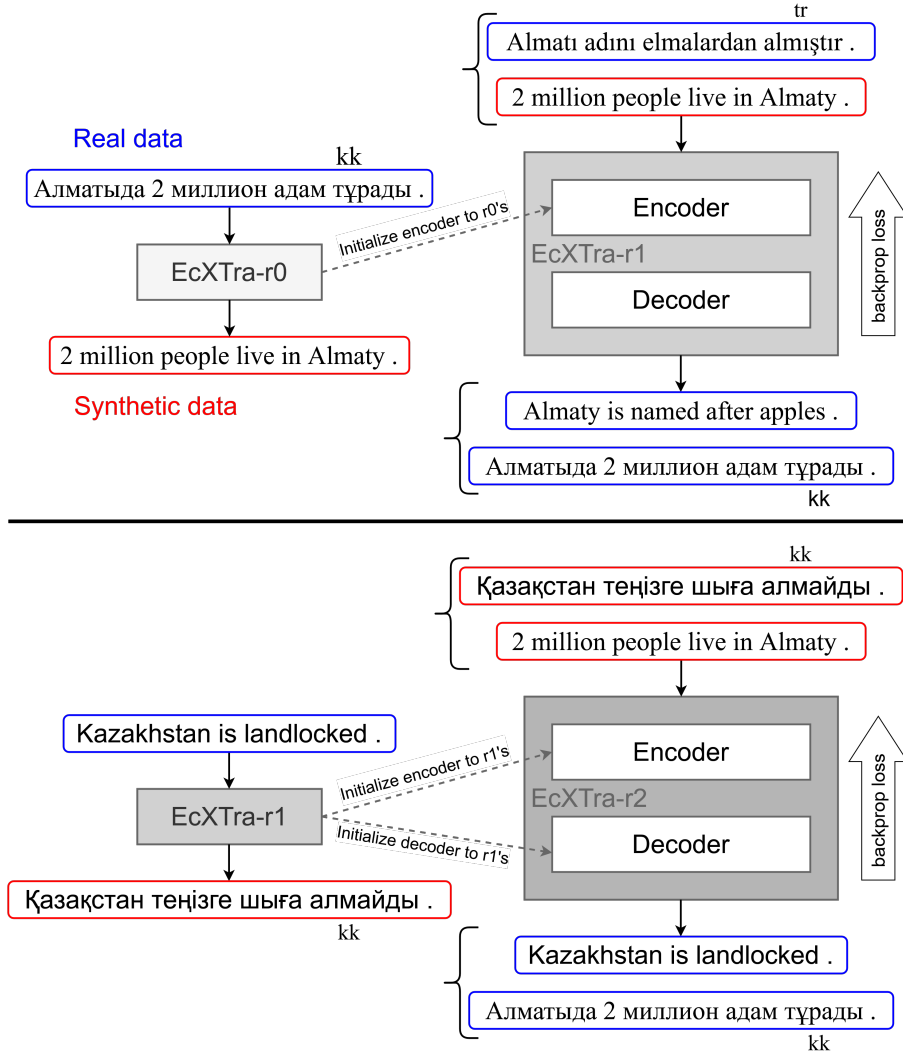 tr
Almatı adını elmalardan almıştır .
2 million people live in Almaty .
Real data
kk
Алматыда 2 миллион адам тұрады .
Initialize encoder to r0's
EcXTra-r0
2 million people live in Almaty .
Synthetic data
Encoder
EcXTra-r1
Decoder
backprop loss
Almaty is named after apples .
Алматыда 2 миллион адам тұрады .
kk
kk
Қазақстан теңізге шыға алмайды .
2 million people live in Almaty .
Kazakhstan is landlocked .
Initialize encoder to r1's
EcXTra-r1
Initialize decoder to r1's
Қазақстан теңізге шыға алмайды .
kk
Encoder
EcXTra-r2
Decoder
backprop loss
Kazakhstan is landlocked .
Алматыда 2 миллион адам тұрады .
kk